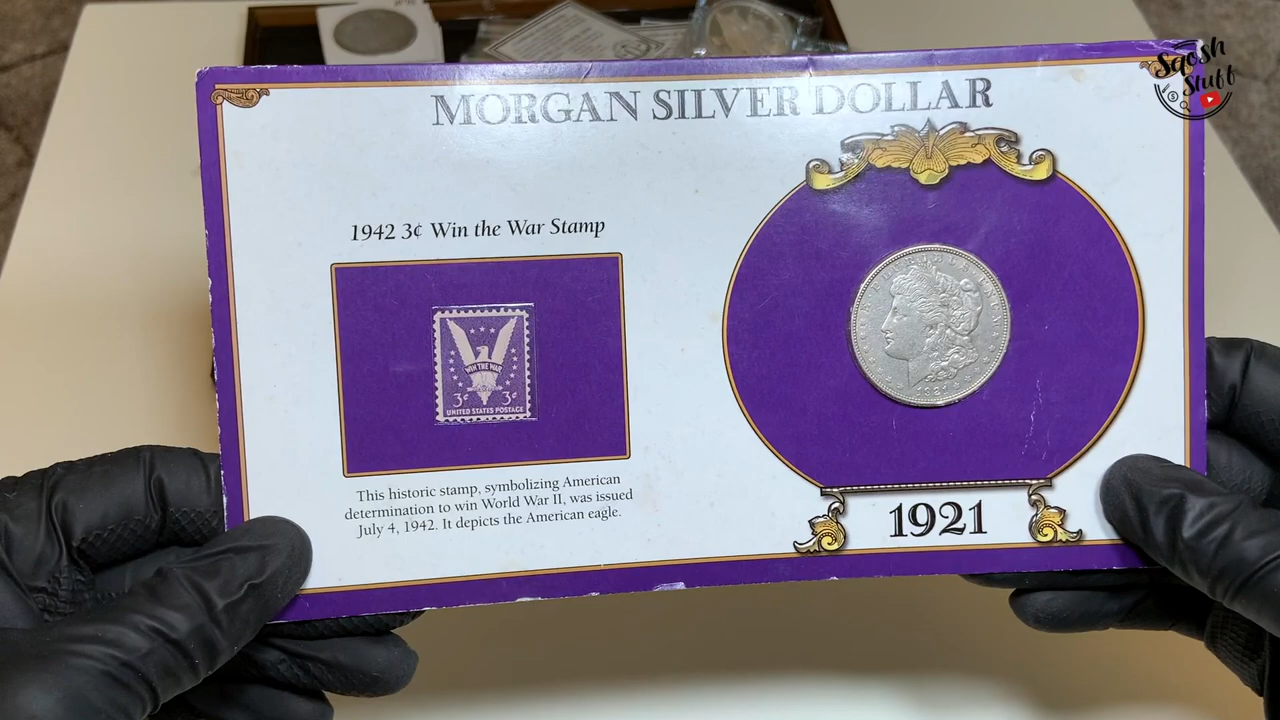 Sqosh
Stuff
MORGAN SILVER DOLLAR
1942 3¢ Win the War Stamp
WIN THE WAR
3¢ 3¢
UNITED STATES POSTAGE
This historic stamp, symbolizing American
determination to win World War II, was issued
July 4, 1942. It depicts the American eagle.
1921
1921